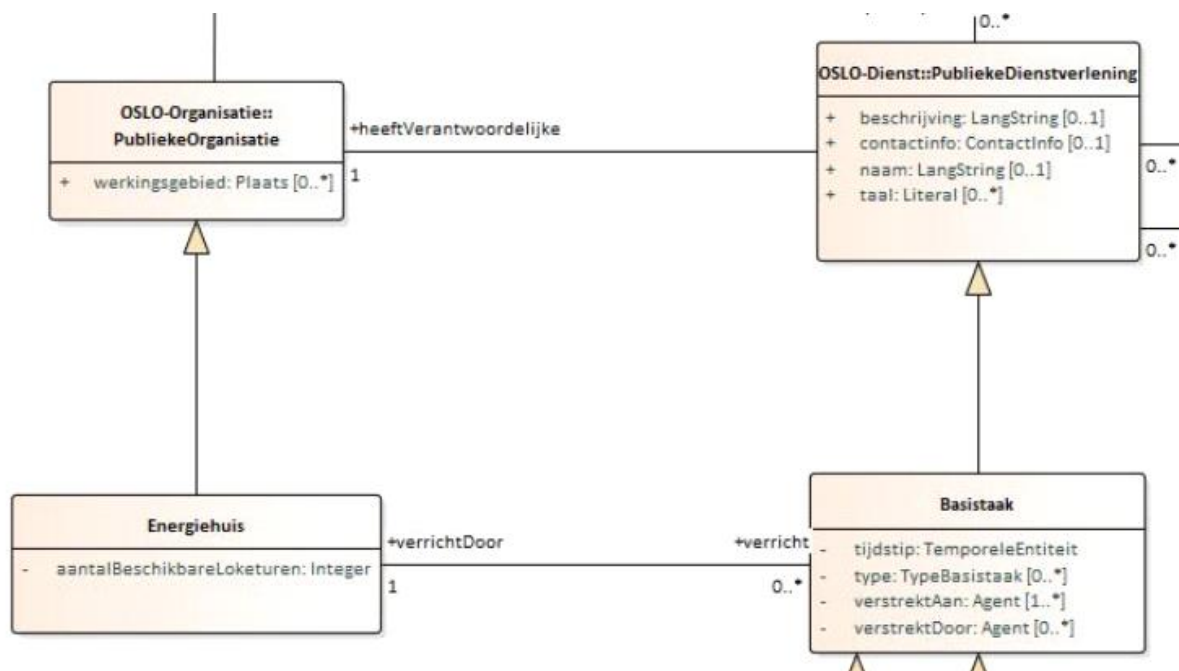 0..*
OSLO-Organisatie::
PubliekeOrganisatie
+ werkingsgebied: Plaats [0..*]
+heeftVerantwoordelijke
1
OSLO-Dienst::PubliekeDienstverlening
+ beschrijving: LangString [0..1]
+ contactinfo: ContactInfo [0..1]
+ naam: LangString [0..1]
+ taal: Literal [0..*]
0..*
0..*
Energiehuis
- aantalBeschikbareLoketuren: Integer
+verrichtDoor
1
+verricht
0..*
Basistaak
- tijdstip: TemporeleEntiteit
- type: TypeBasistaak [0..*]
- verstrektAan: Agent [1..*]
- verstrektDoor: Agent [0..*]